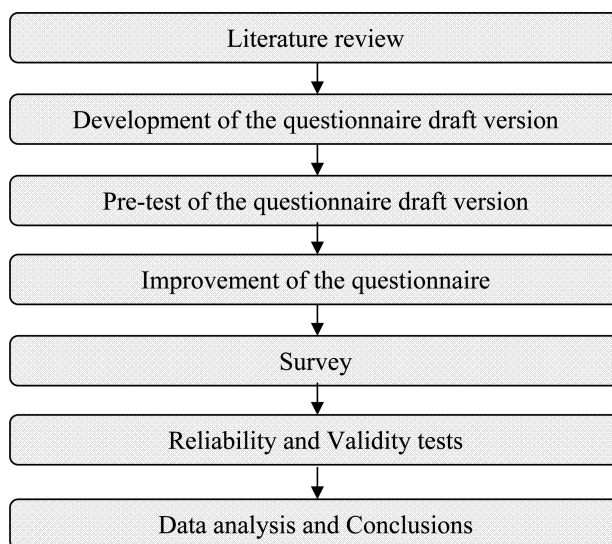 Literature review
Development of the questionnaire draft version
Pre-test of the questionnaire draft version
Improvement of the questionnaire
Survey
Reliability and Validity tests
Data analysis and Conclusions